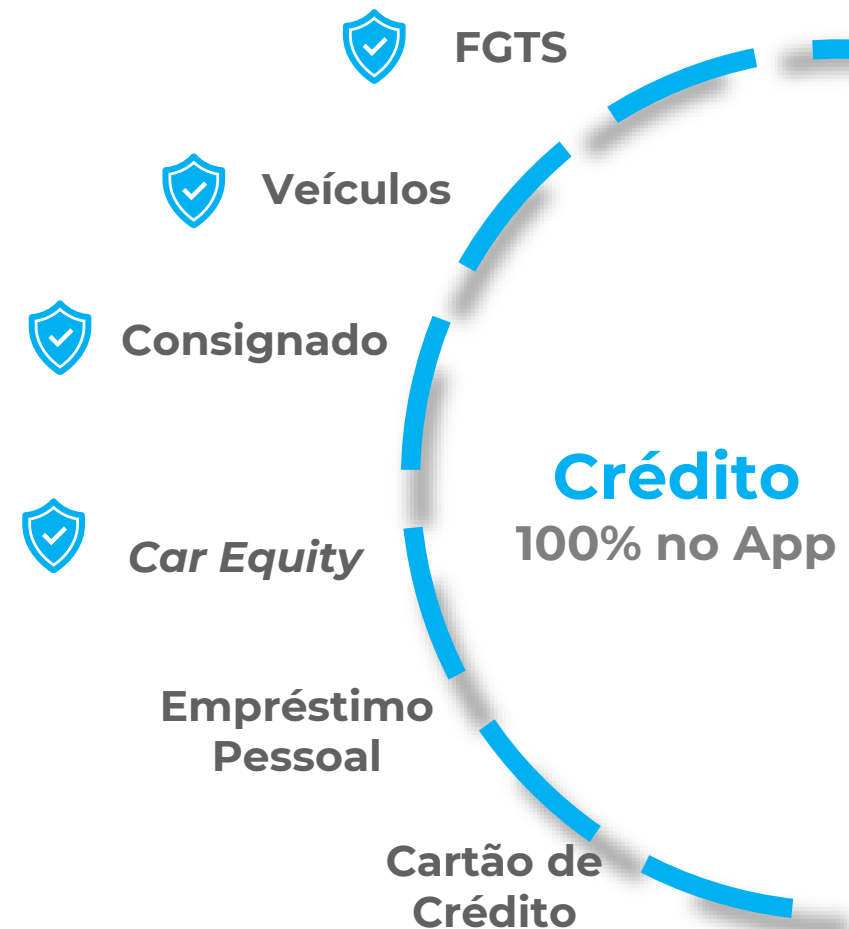 FGTS
Veículos
Consignado
Crédito
100% no App
Car Equity
Empréstimo
Pessoal
Cartão de
Crédito